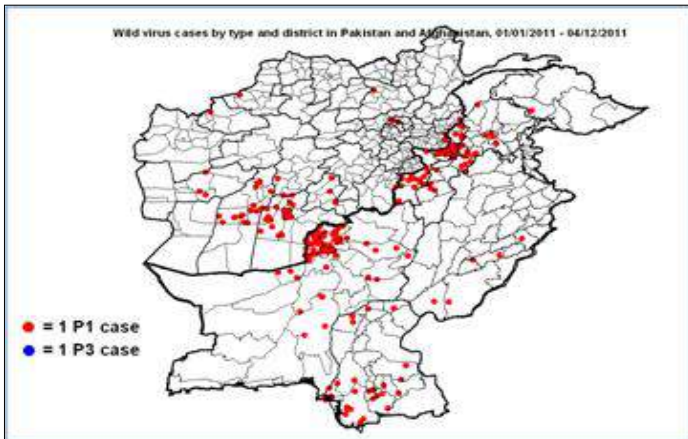 Wild virus cases by type and district in Pakistan and Afghanistan, 01/01/2011 - 04/12/2011
= 1 P1 case
= 1 P3 case